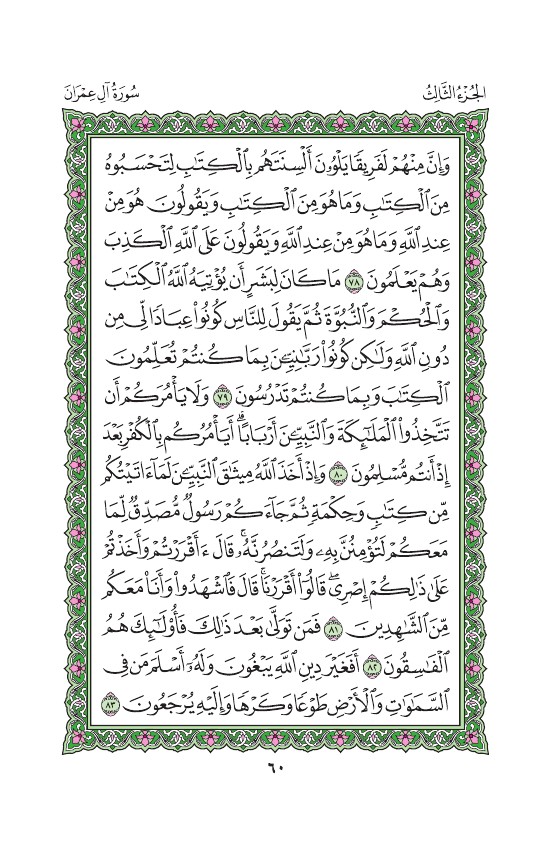 الجُزْءُ الثَّالِثُ
سُورَةُ آلِ عِمْرَانَ
وَإِنَّ مِنْهُمْ لَفَرِيقًا يَلْوُۥنَ أَلْسِنَتَهُم بِٱلْكِتَٰبِ لِتَحْسَبُوهُ
مِنَ ٱلْكِتَٰبِ وَمَا هُوَ مِنَ ٱلْكِتَٰبِ وَيَقُولُونَ هُوَ مِنْ
عِندِ ٱللَّهِ وَمَا هُوَ مِنْ عِندِ ٱللَّهِ وَيَقُولُونَ عَلَى ٱللَّهِ ٱلْكَذِبَ
وَهُمْ يَعْلَمُونَ ٧٨ مَا كَانَ لِبَشَرٍ أَن يُؤْتِيَهُ ٱللَّهُ ٱلْكِتَٰبَ
وَٱلْحُكْمَ وَٱلنُّبُوَّةَ ثُمَّ يَقُولَ لِلنَّاسِ كُونُوا۟ عِبَادًا لِّى مِن
دُونِ ٱللَّهِ وَلَٰكِن كُونُوا۟ رَبَّٰنِيِّۦنَ بِمَا كُنتُمْ تُعَلِّمُونَ
ٱلْكِتَٰبَ وَبِمَا كُنتُمْ تَدْرُسُونَ ٧٩ وَلَا يَأْمُرَكُمْ أَن
تَتَّخِذُوا۟ ٱلْمَلَٰٓئِكَةَ وَٱلنَّبِيِّۦنَ أَرْبَابًا ۗ أَيَأْمُرُكُم بِٱلْكُفْرِ بَعْدَ
إِذْ أَنتُم مُّسْلِمُونَ ٨٠ وَإِذْ أَخَذَ ٱللَّهُ مِيثَٰقَ ٱلنَّبِيِّۦنَ لَمَآ ءَاتَيْتُكُم
مِّن كِتَٰبٍ وَحِكْمَةٍ ثُمَّ جَآءَكُمْ رَسُولٌ مُّصَدِّقٌ لِّمَا
مَعَكُمْ لَتُؤْمِنُنَّ بِهِۦ وَلَتَنصُرُنَّهُۥ ۚ قَالَ ءَأَقْرَرْتُمْ وَأَخَذْتُمْ
عَلَىٰ ذَٰلِكُمْ إِصْرِى ۖ قَالُوٓا۟ أَقْرَرْنَا ۚ قَالَ فَٱشْهَدُوا۟ وَأَنَا۠ مَعَكُم
مِّنَ ٱلشَّٰهِدِينَ ٨١ فَمَن تَوَلَّىٰ بَعْدَ ذَٰلِكَ فَأُو۟لَٰٓئِكَ هُمُ
ٱلْفَٰسِقُونَ ٨٢ أَفَغَيْرَ دِينِ ٱللَّهِ يَبْغُونَ وَلَهُۥٓ أَسْلَمَ مَن فِى
ٱلسَّمَٰوَٰتِ وَٱلْأَرْضِ طَوْعًا وَكَرْهًا وَإِلَيْهِ يُرْجَعُونَ ٨٣
٦٠